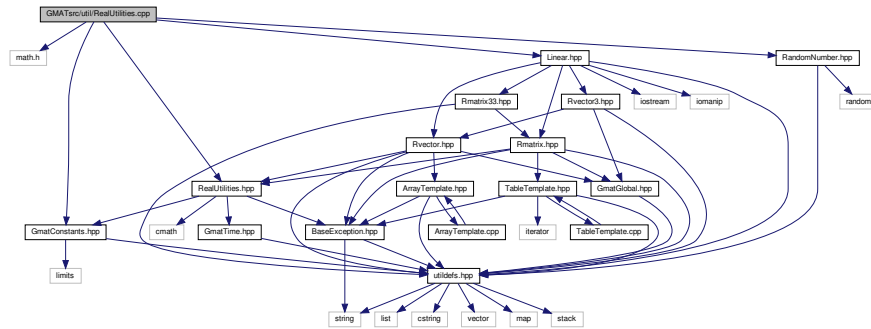 GMATsrc/util/RealUtilities.cpp
math.h
Linear.hpp
RandomNumber.hpp
Rmatrix33.hpp
Rvector3.hpp
iostream
iomanip
random
Rvector.hpp
Rmatrix.hpp
RealUtilities.hpp
ArrayTemplate.hpp
TableTemplate.hpp
GmatGlobal.hpp
GmatConstants.hpp
cmath
GmatTime.hpp
BaseException.hpp
ArrayTemplate.cpp
iterator
TableTemplate.cpp
limits
utildefs.hpp
string
list
cstring
vector
map
stack